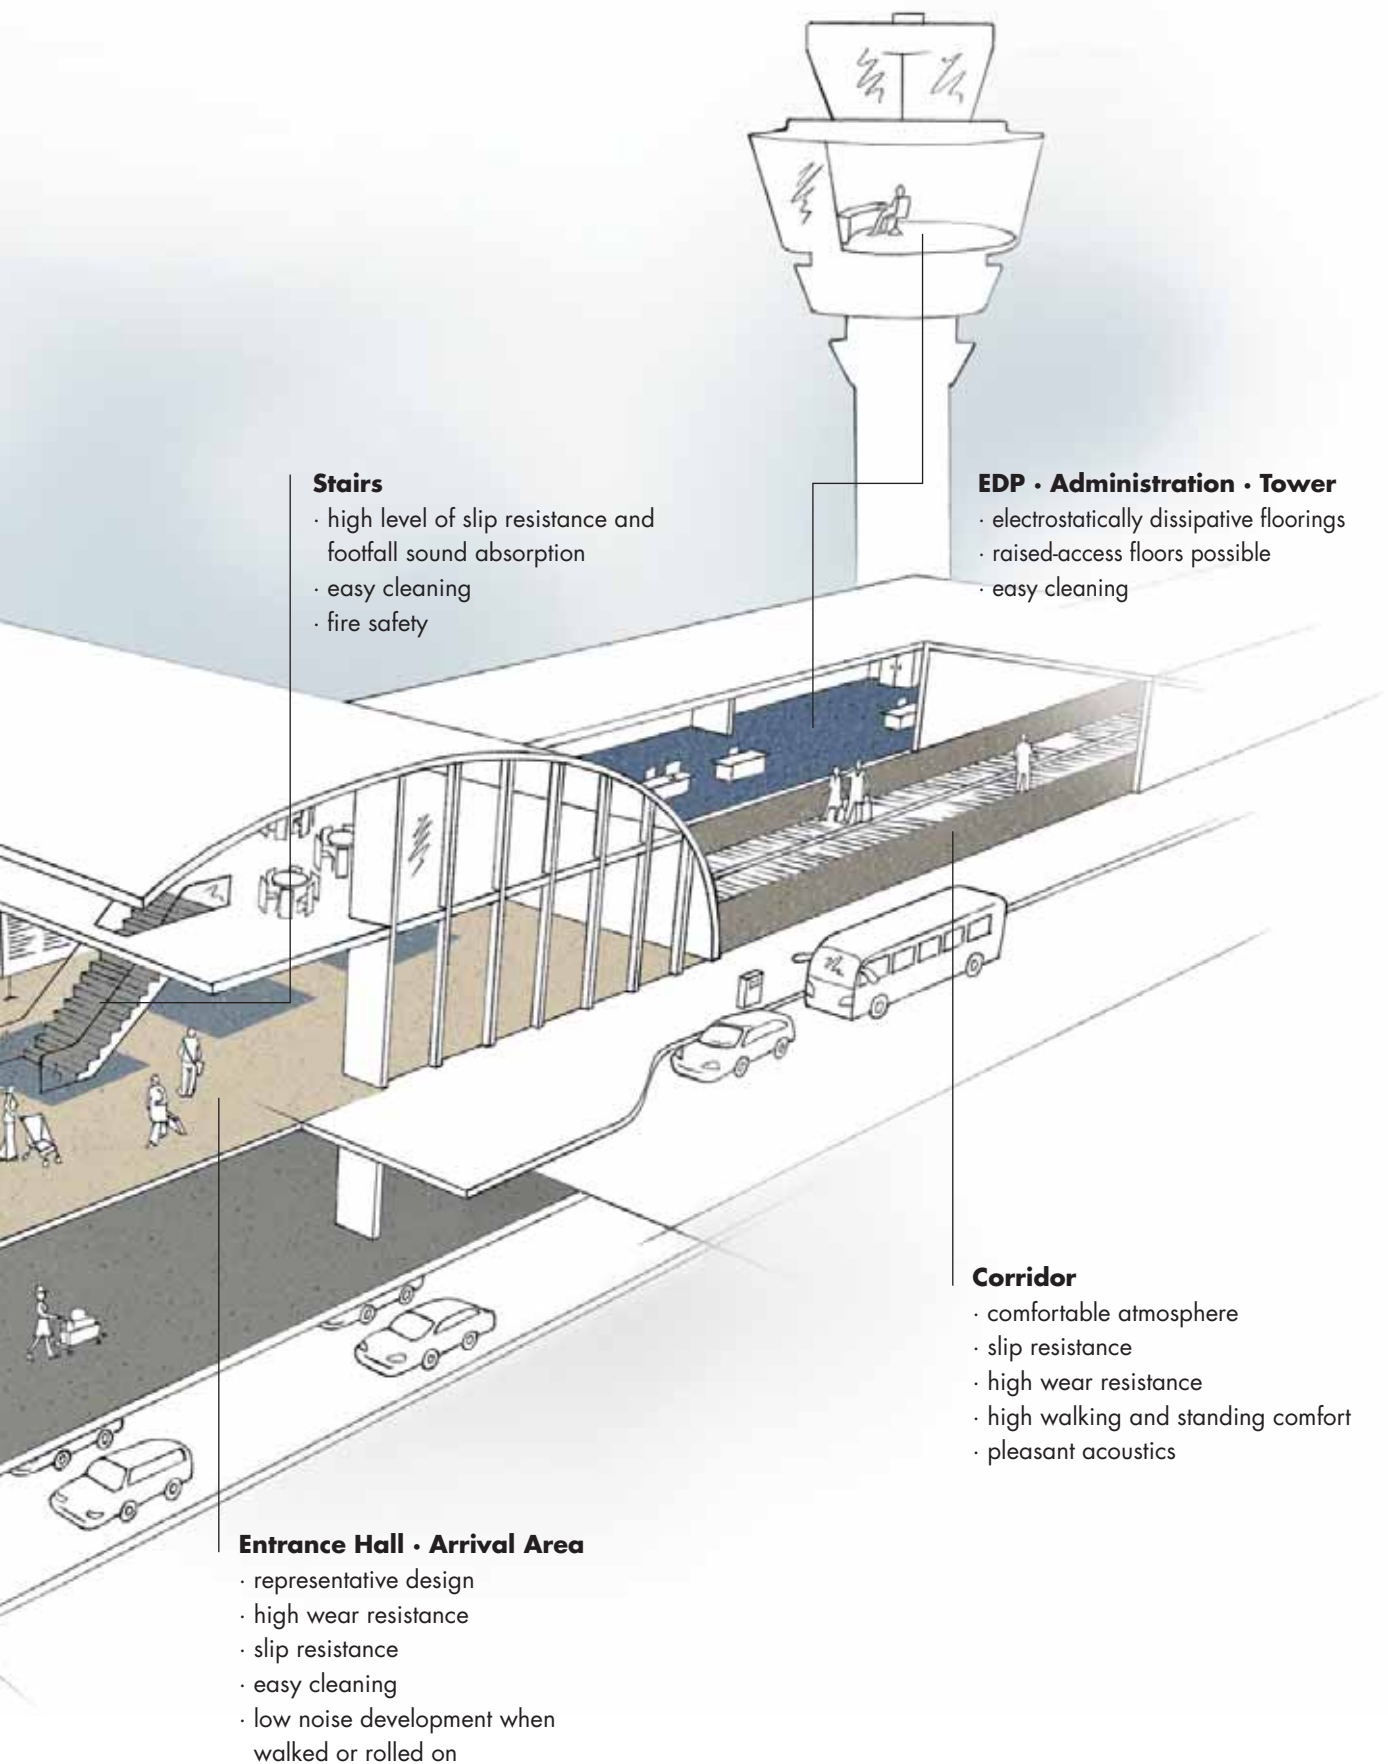 Stairs
· high level of slip resistance and
footfall sound absorption
· easy cleaning
· fire safety
EDP · Administration · Tower
· electrostatically dissipative floorings
· raised-access floors possible
· easy cleaning
Corridor
· comfortable atmosphere
· slip resistance
· high wear resistance
· high walking and standing comfort
· pleasant acoustics
Entrance Hall · Arrival Area
· representative design
· high wear resistance
· slip resistance
· easy cleaning
· low noise development when
walked or rolled on